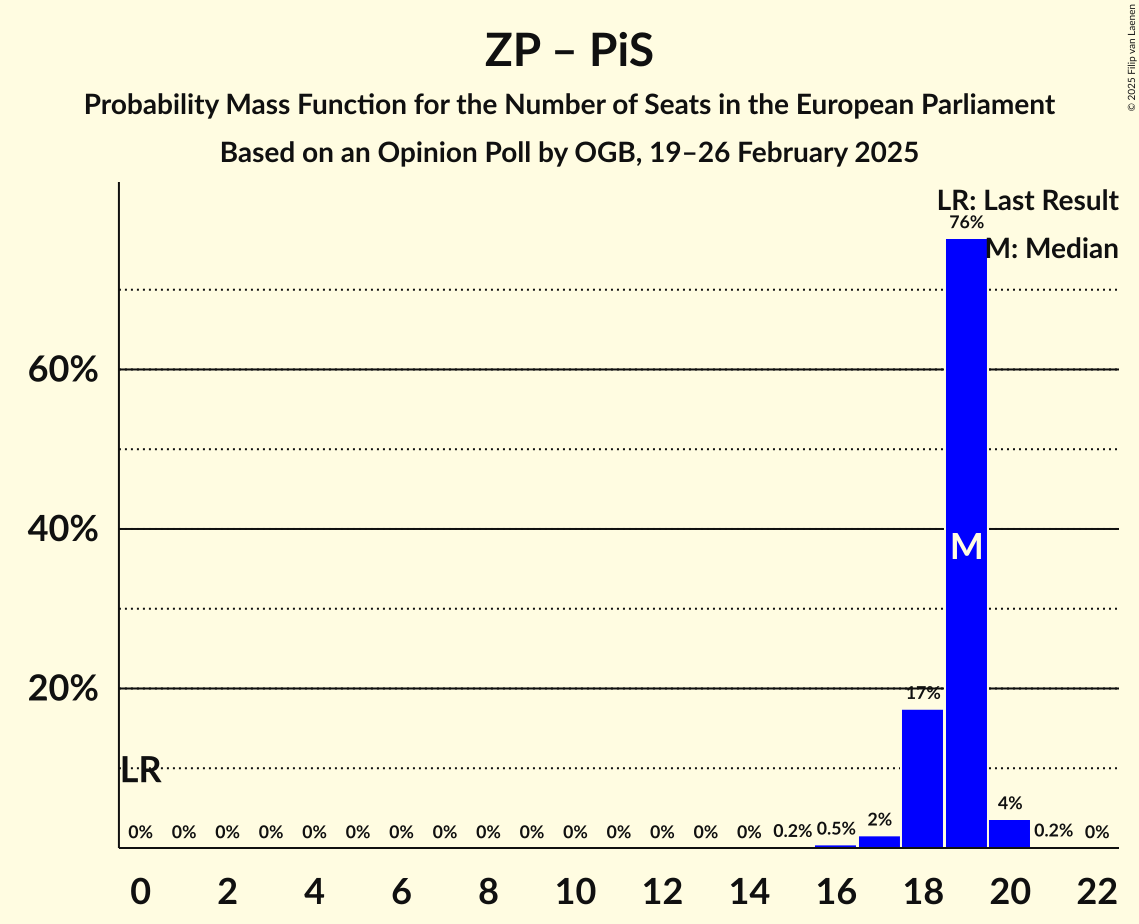 ZP – PiS
Probability Mass Function for the Number of Seats in the European Parliament
Based on an Opinion Poll by OGB, 19–26 February 2025
© 2025 Filip van Laenen
LR: Last Result
M: Median
76%
60%
40%
M
20%
17%
LR
0% 0% 0% 0% 0% 0% 0% 0% 0% 0% 0% 0% 0% 0% 0% 0.2% 0.5% 2% 4% 0.2% 0%
0 2 4 6 8 10 12 14 16 18 20 22